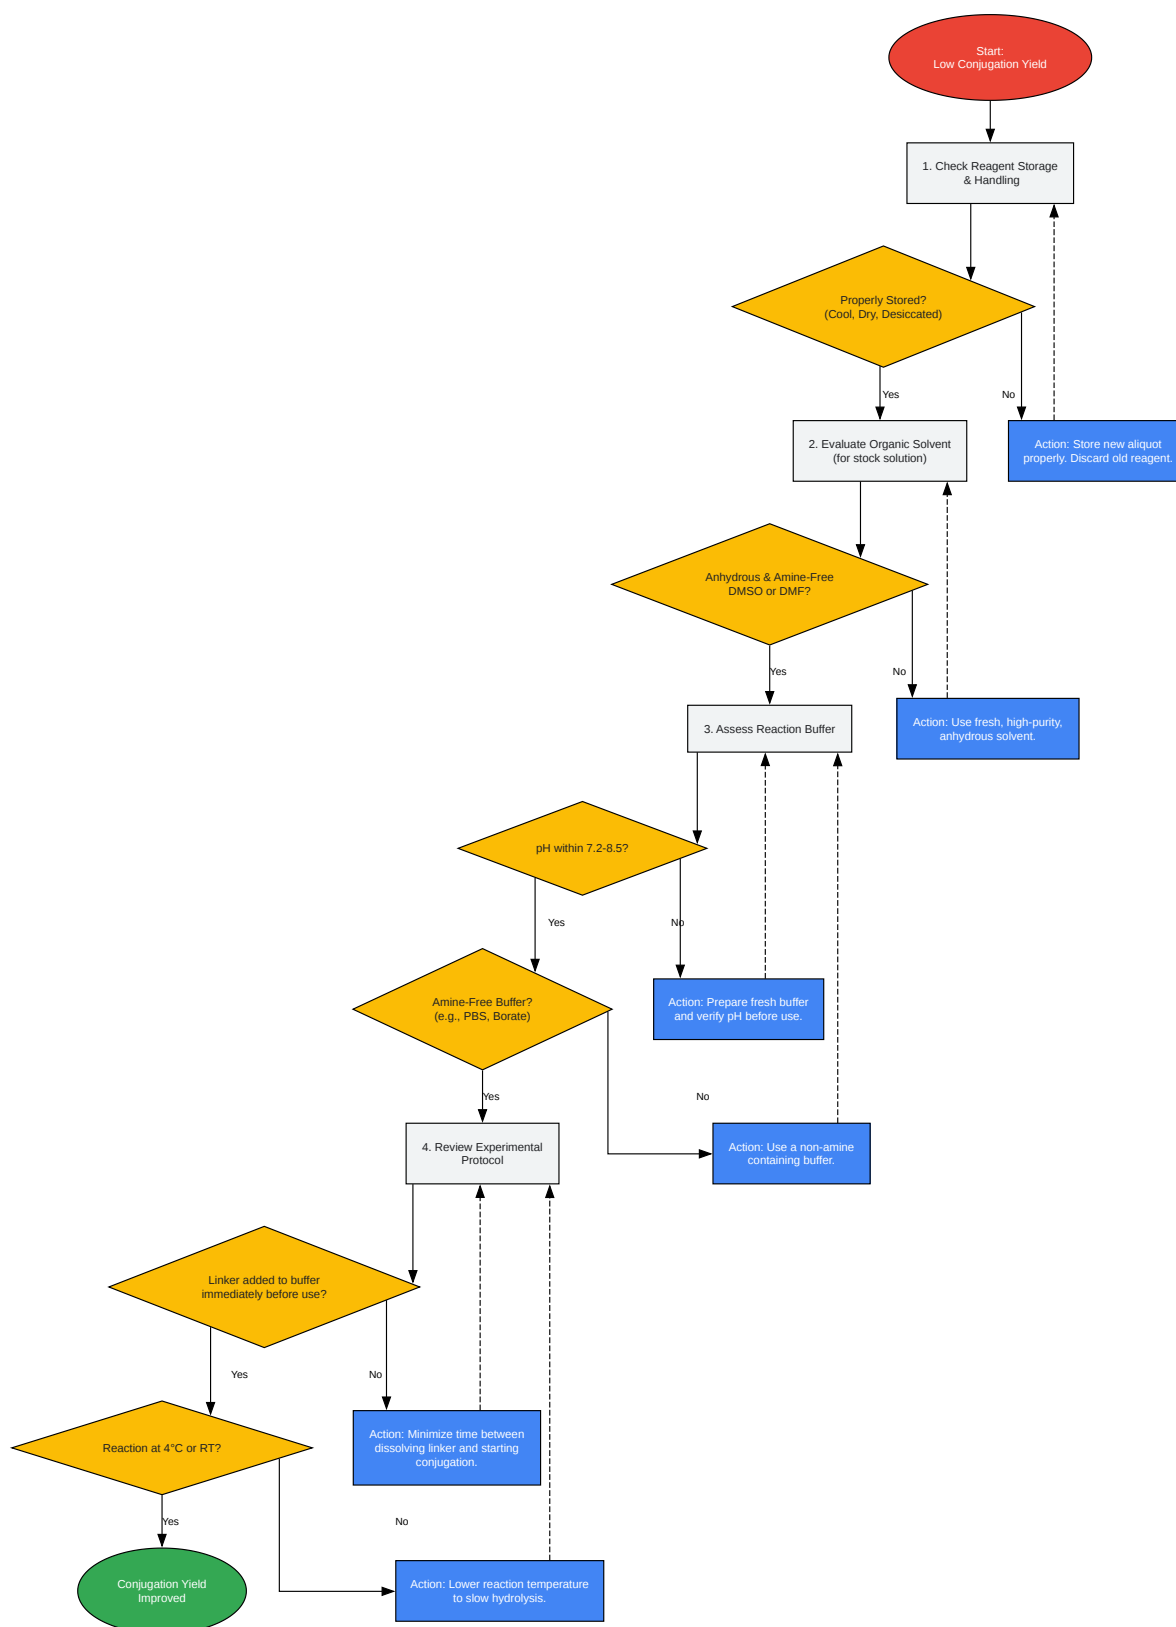 Start:
Low Conjugation Yield
1. Check Reagent Storage
& Handling
Properly Stored?
(Cool, Dry, Desiccated)
Yes
No
2. Evaluate Organic Solvent
(for stock solution)
Action: Store new aliquot
properly. Discard old reagent.
Anhydrous & Amine-Free
DMSO or DMF?
Yes
No
3. Assess Reaction Buffer
Action: Use fresh, high-purity,
anhydrous solvent.
pH within 7.2-8.5?
Yes
No
Amine-Free Buffer?
(e.g., PBS, Borate)
Action: Prepare fresh buffer
and verify pH before use.
Yes
No
4. Review Experimental
Protocol
Action: Use a non-amine
containing buffer.
Linker added to buffer
immediately before use?
Yes
No
Reaction at 4°C or RT?
Action: Minimize time between
dissolving linker and starting
conjugation.
Yes
No
Conjugation Yield
Improved
Action: Lower reaction temperature
to slow hydrolysis.